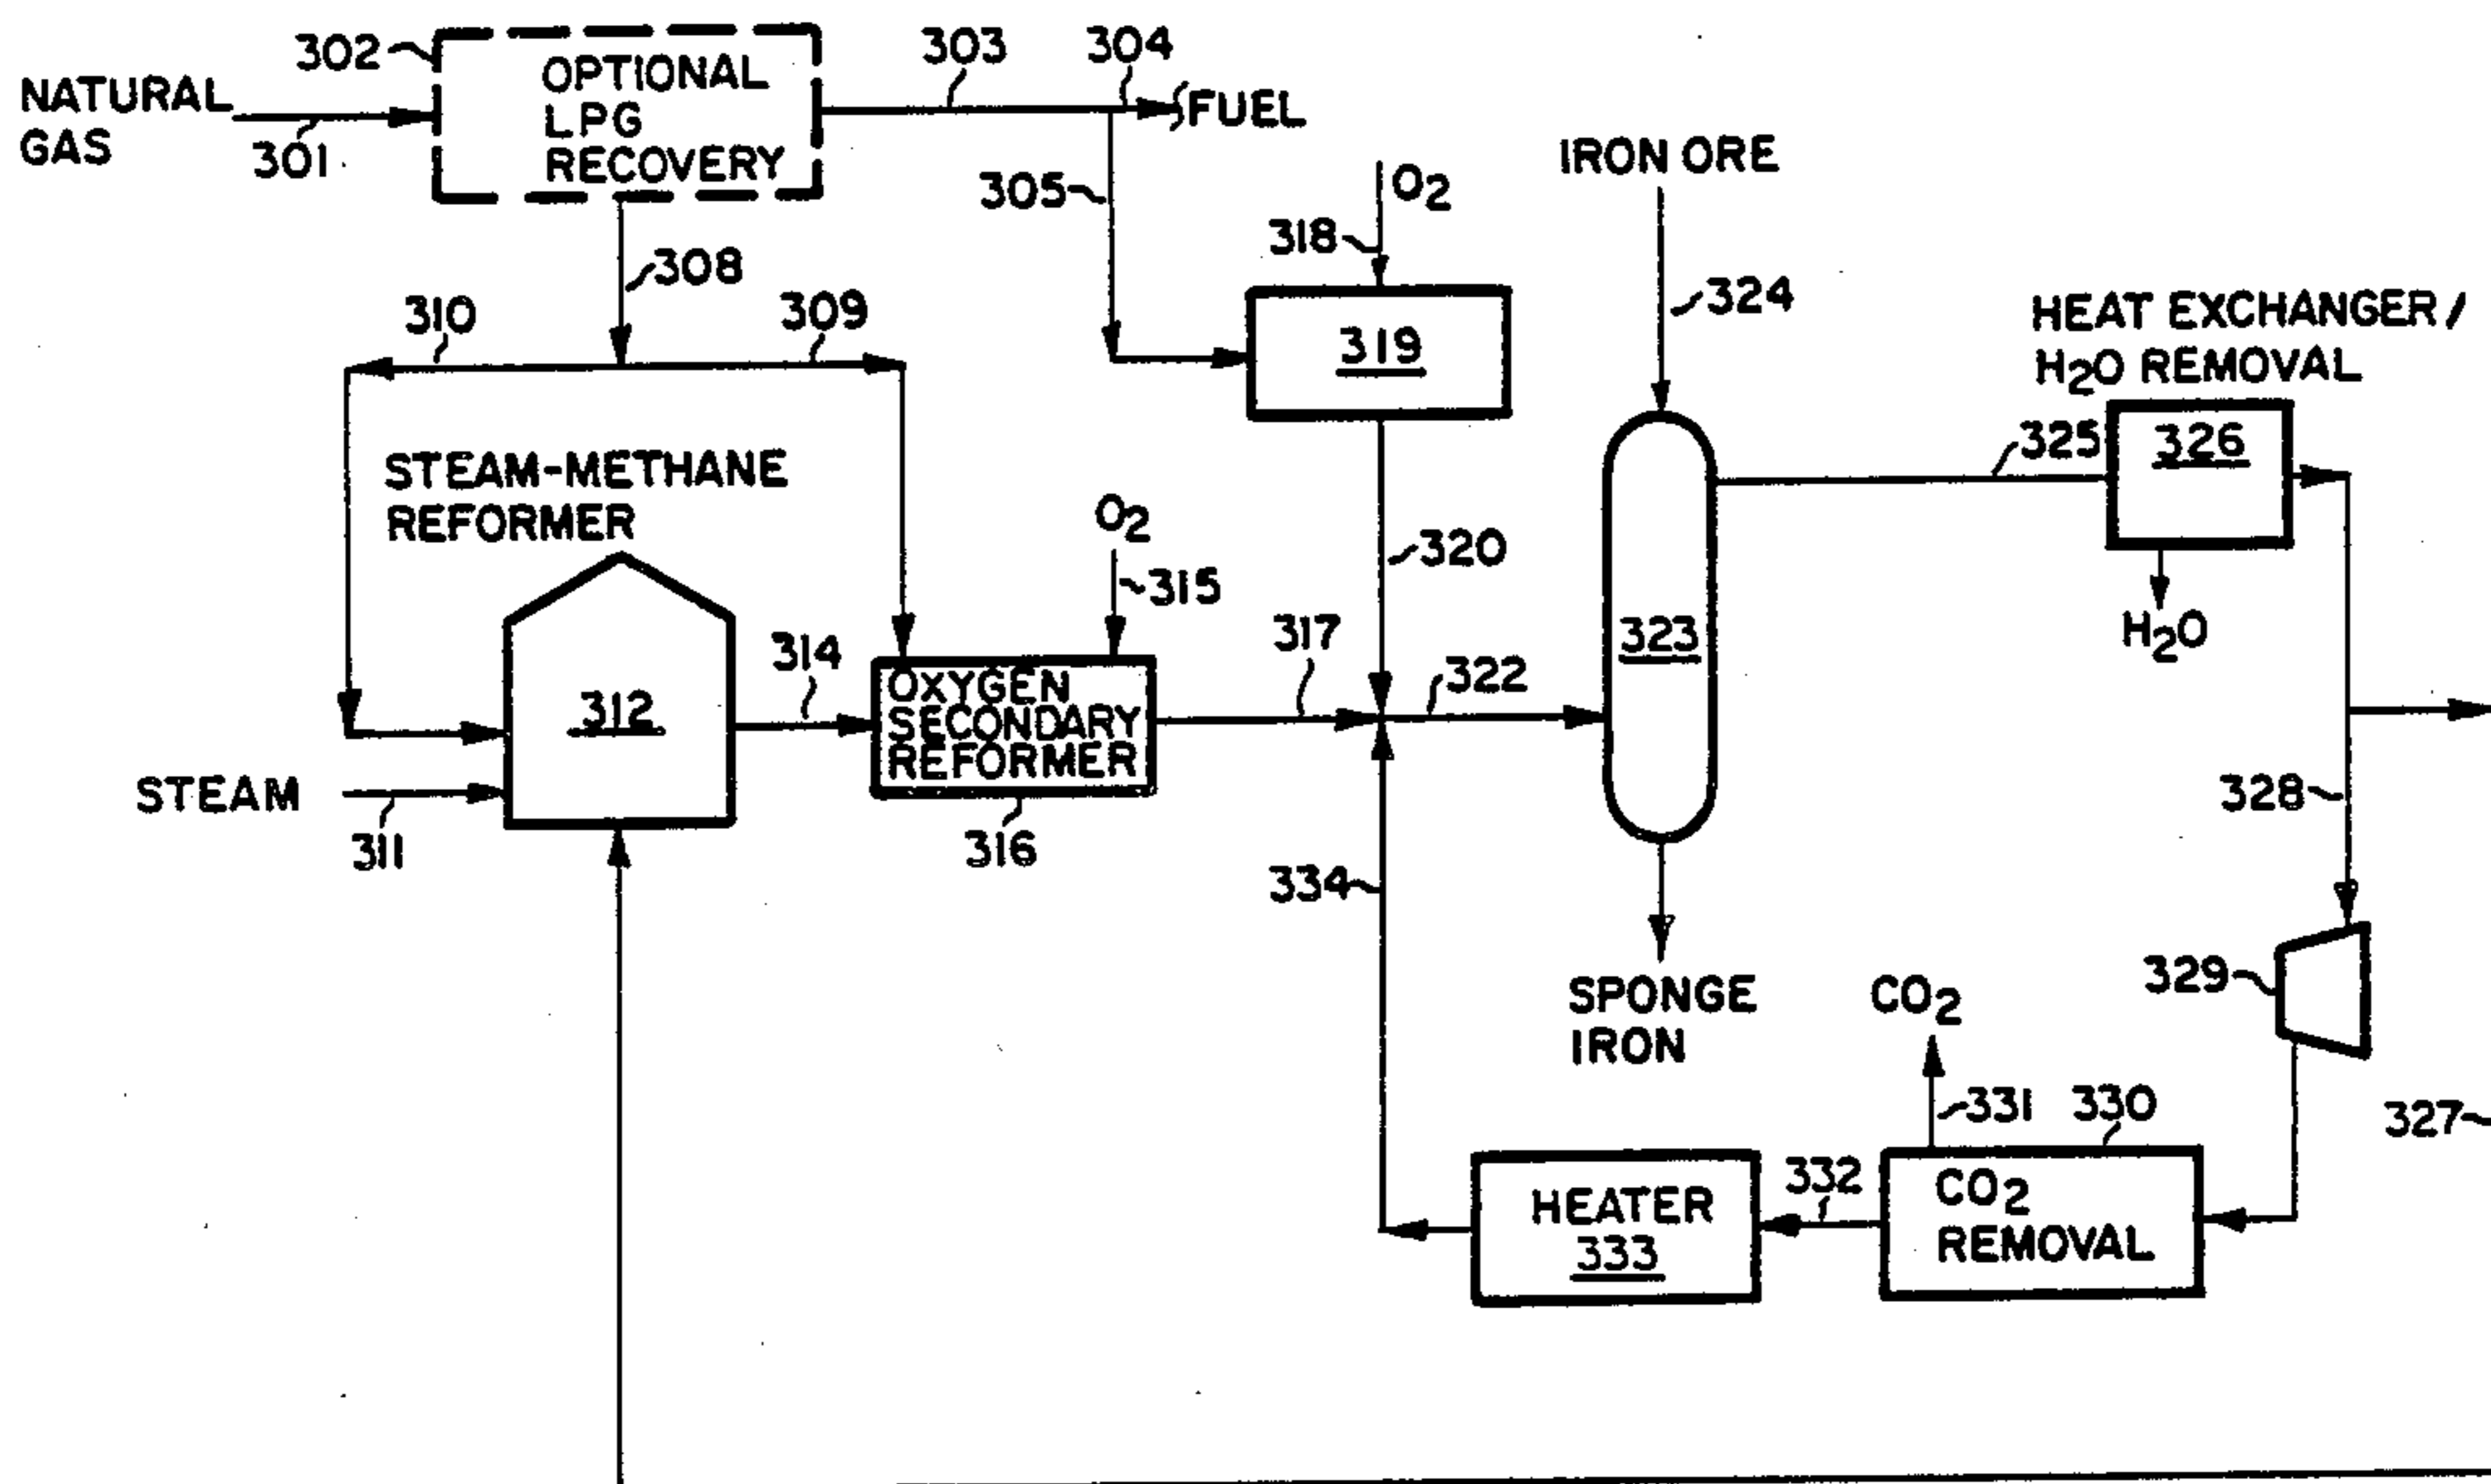 302
OPTIONAL
LPG
RECOVERY
303
304
NATURAL
GAS
301
FUEL
305
O2
318
IRON ORE
308
310
309
319
324
HEAT EXCHANGER/
H2O REMOVAL
325
326
STEAM-METHANE
REFORMER
O2
315
320
H2O
312
314
OXYGEN
SECONDARY
REFORMER
317
322
323
STEAM
311
316
328
334
SPONGE
IRON
CO2
329
331
330
327
HEATER
333
332
CO2
REMOVAL